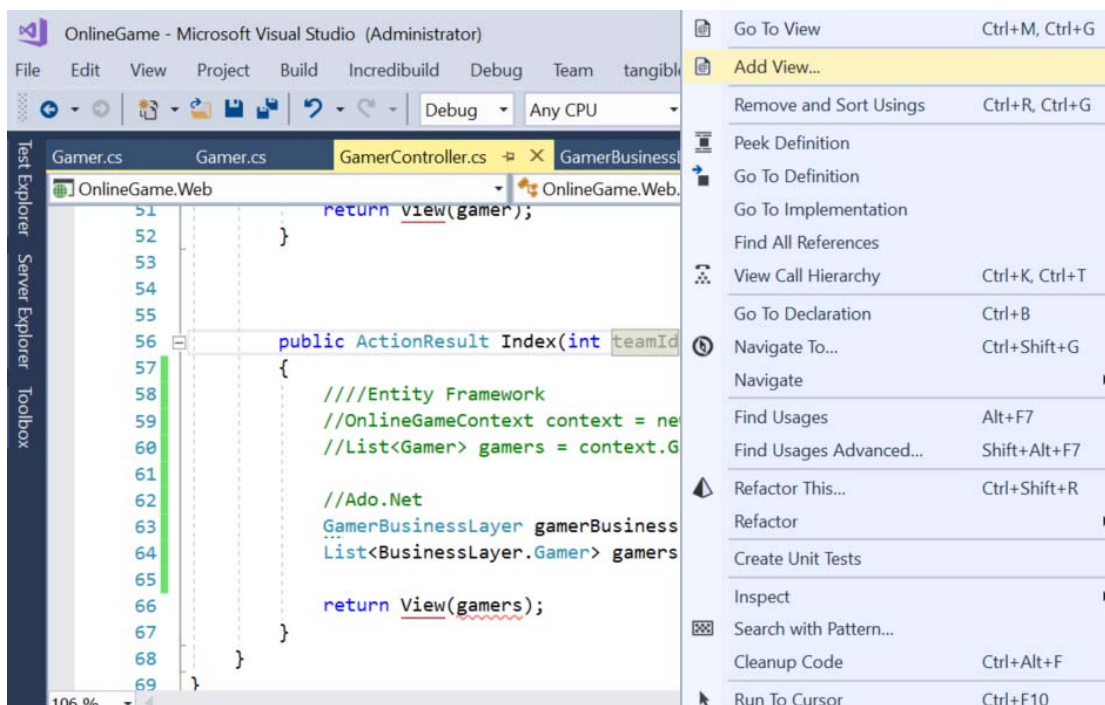 OnlineGame - Microsoft Visual Studio (Administrator)
File Edit View Project Build Incredibuild Debug Team tangible
Debug Any CPU
Test Explorer
Server Explorer
Toolbox
Gamer.cs Gamer.cs GamerController.cs GamerBusinessL
OnlineGame.Web OnlineGame.Web.
51 return View(gamer);
52 }
53
54
55
56 public ActionResult Index(int teamId
57 {
58 ////Entity Framework
59 //OnlineGameContext context = ne
60 //List<Gamer> gamers = context.G
61
62 //Ado.Net
63 GamerBusinessLayer gamerBusiness
64 List<BusinessLayer.Gamer> gamers
65
66 return View(gamers);
67 }
68 }
69 }
106 %
Go To View Ctrl+M, Ctrl+G
Add View...
Remove and Sort Usings Ctrl+R, Ctrl+G
Peek Definition
Go To Definition
Go To Implementation
Find All References
View Call Hierarchy Ctrl+K, Ctrl+T
Go To Declaration Ctrl+B
Navigate To... Ctrl+Shift+G
Navigate
Find Usages Alt+F7
Find Usages Advanced... Shift+Alt+F7
Refactor This... Ctrl+Shift+R
Refactor
Create Unit Tests
Inspect
Search with Pattern...
Cleanup Code Ctrl+Alt+F
Run To Cursor Ctrl+F10